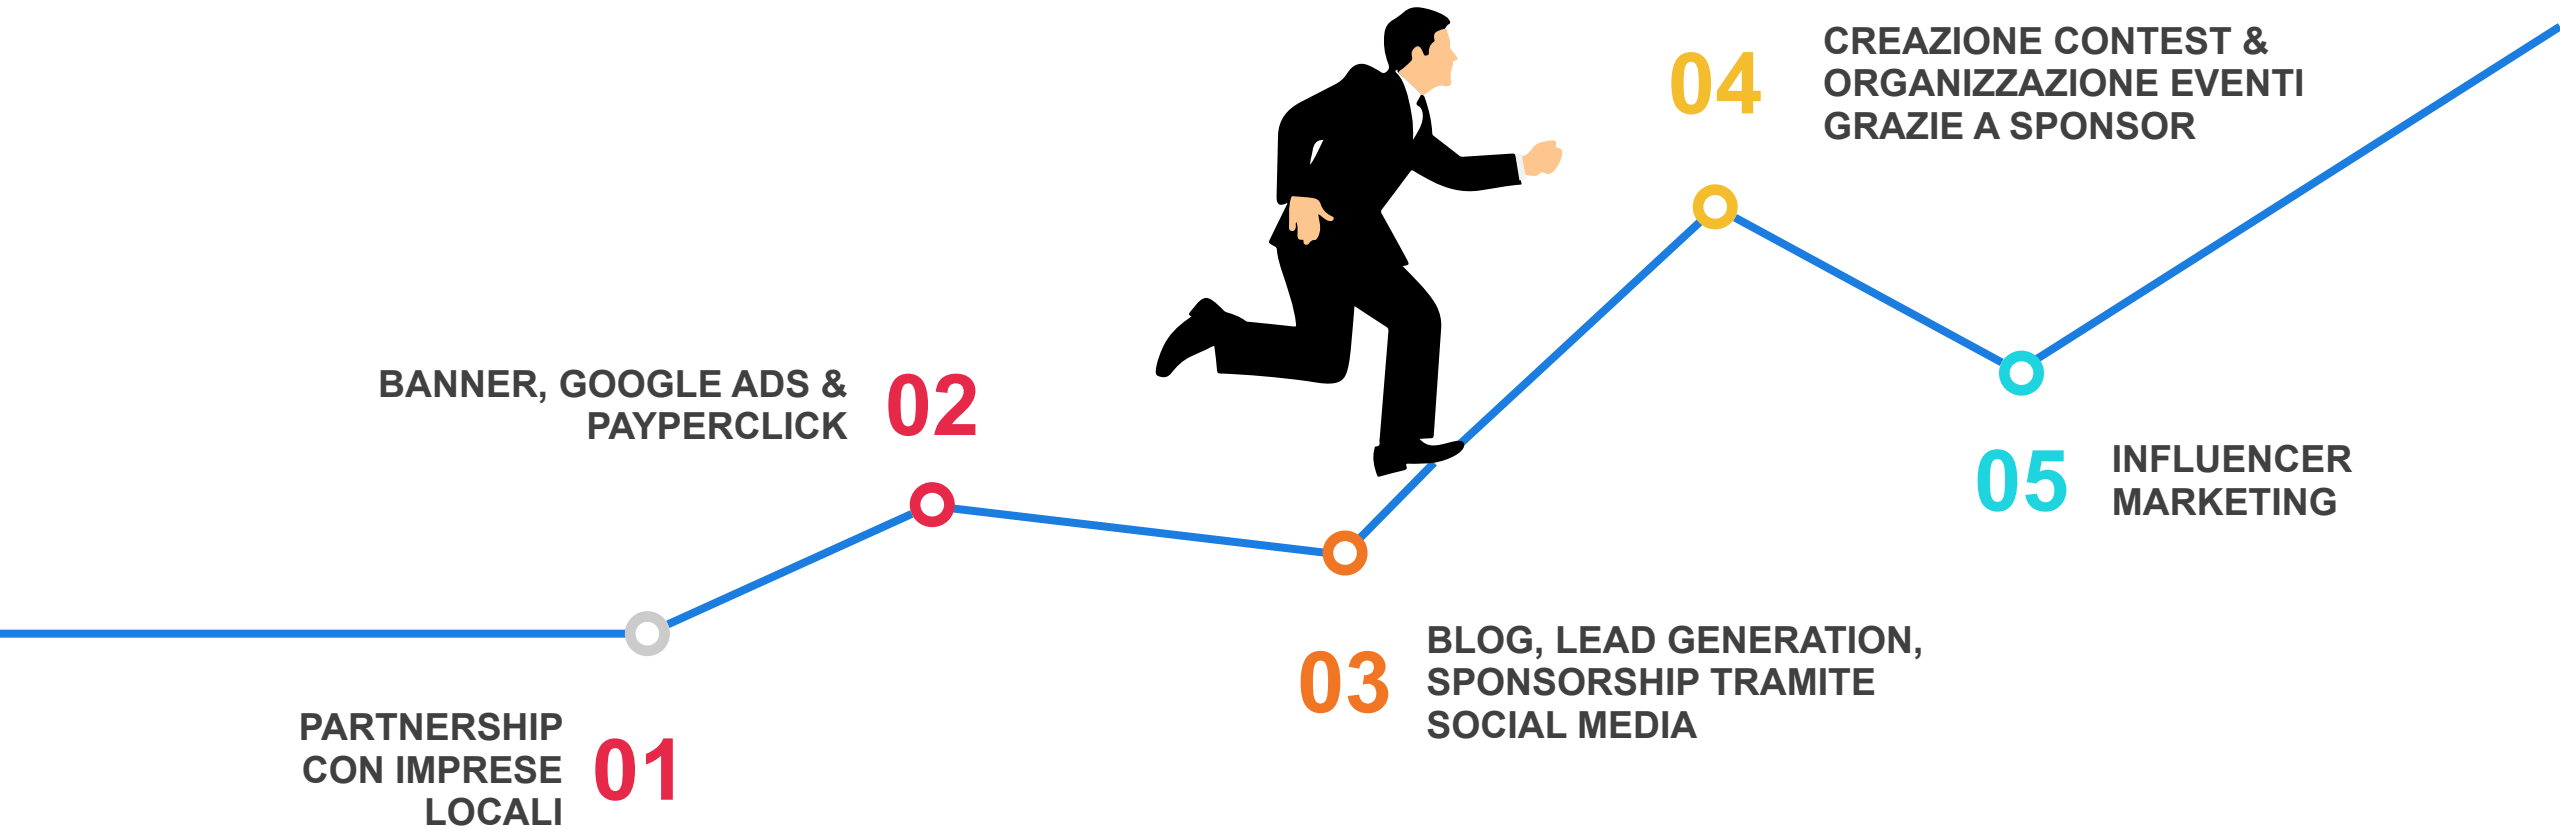 01
PARTNERSHIP
CON IMPRESE
LOCALI
02
BANNER, GOOGLE ADS &
PAYPERCLICK
03
BLOG, LEAD GENERATION,
SPONSORSHIP TRAMITE
SOCIAL MEDIA
04
CREAZIONE CONTEST &
ORGANIZZAZIONE EVENTI
GRAZIE A SPONSOR
05
INFLUENCER
MARKETING